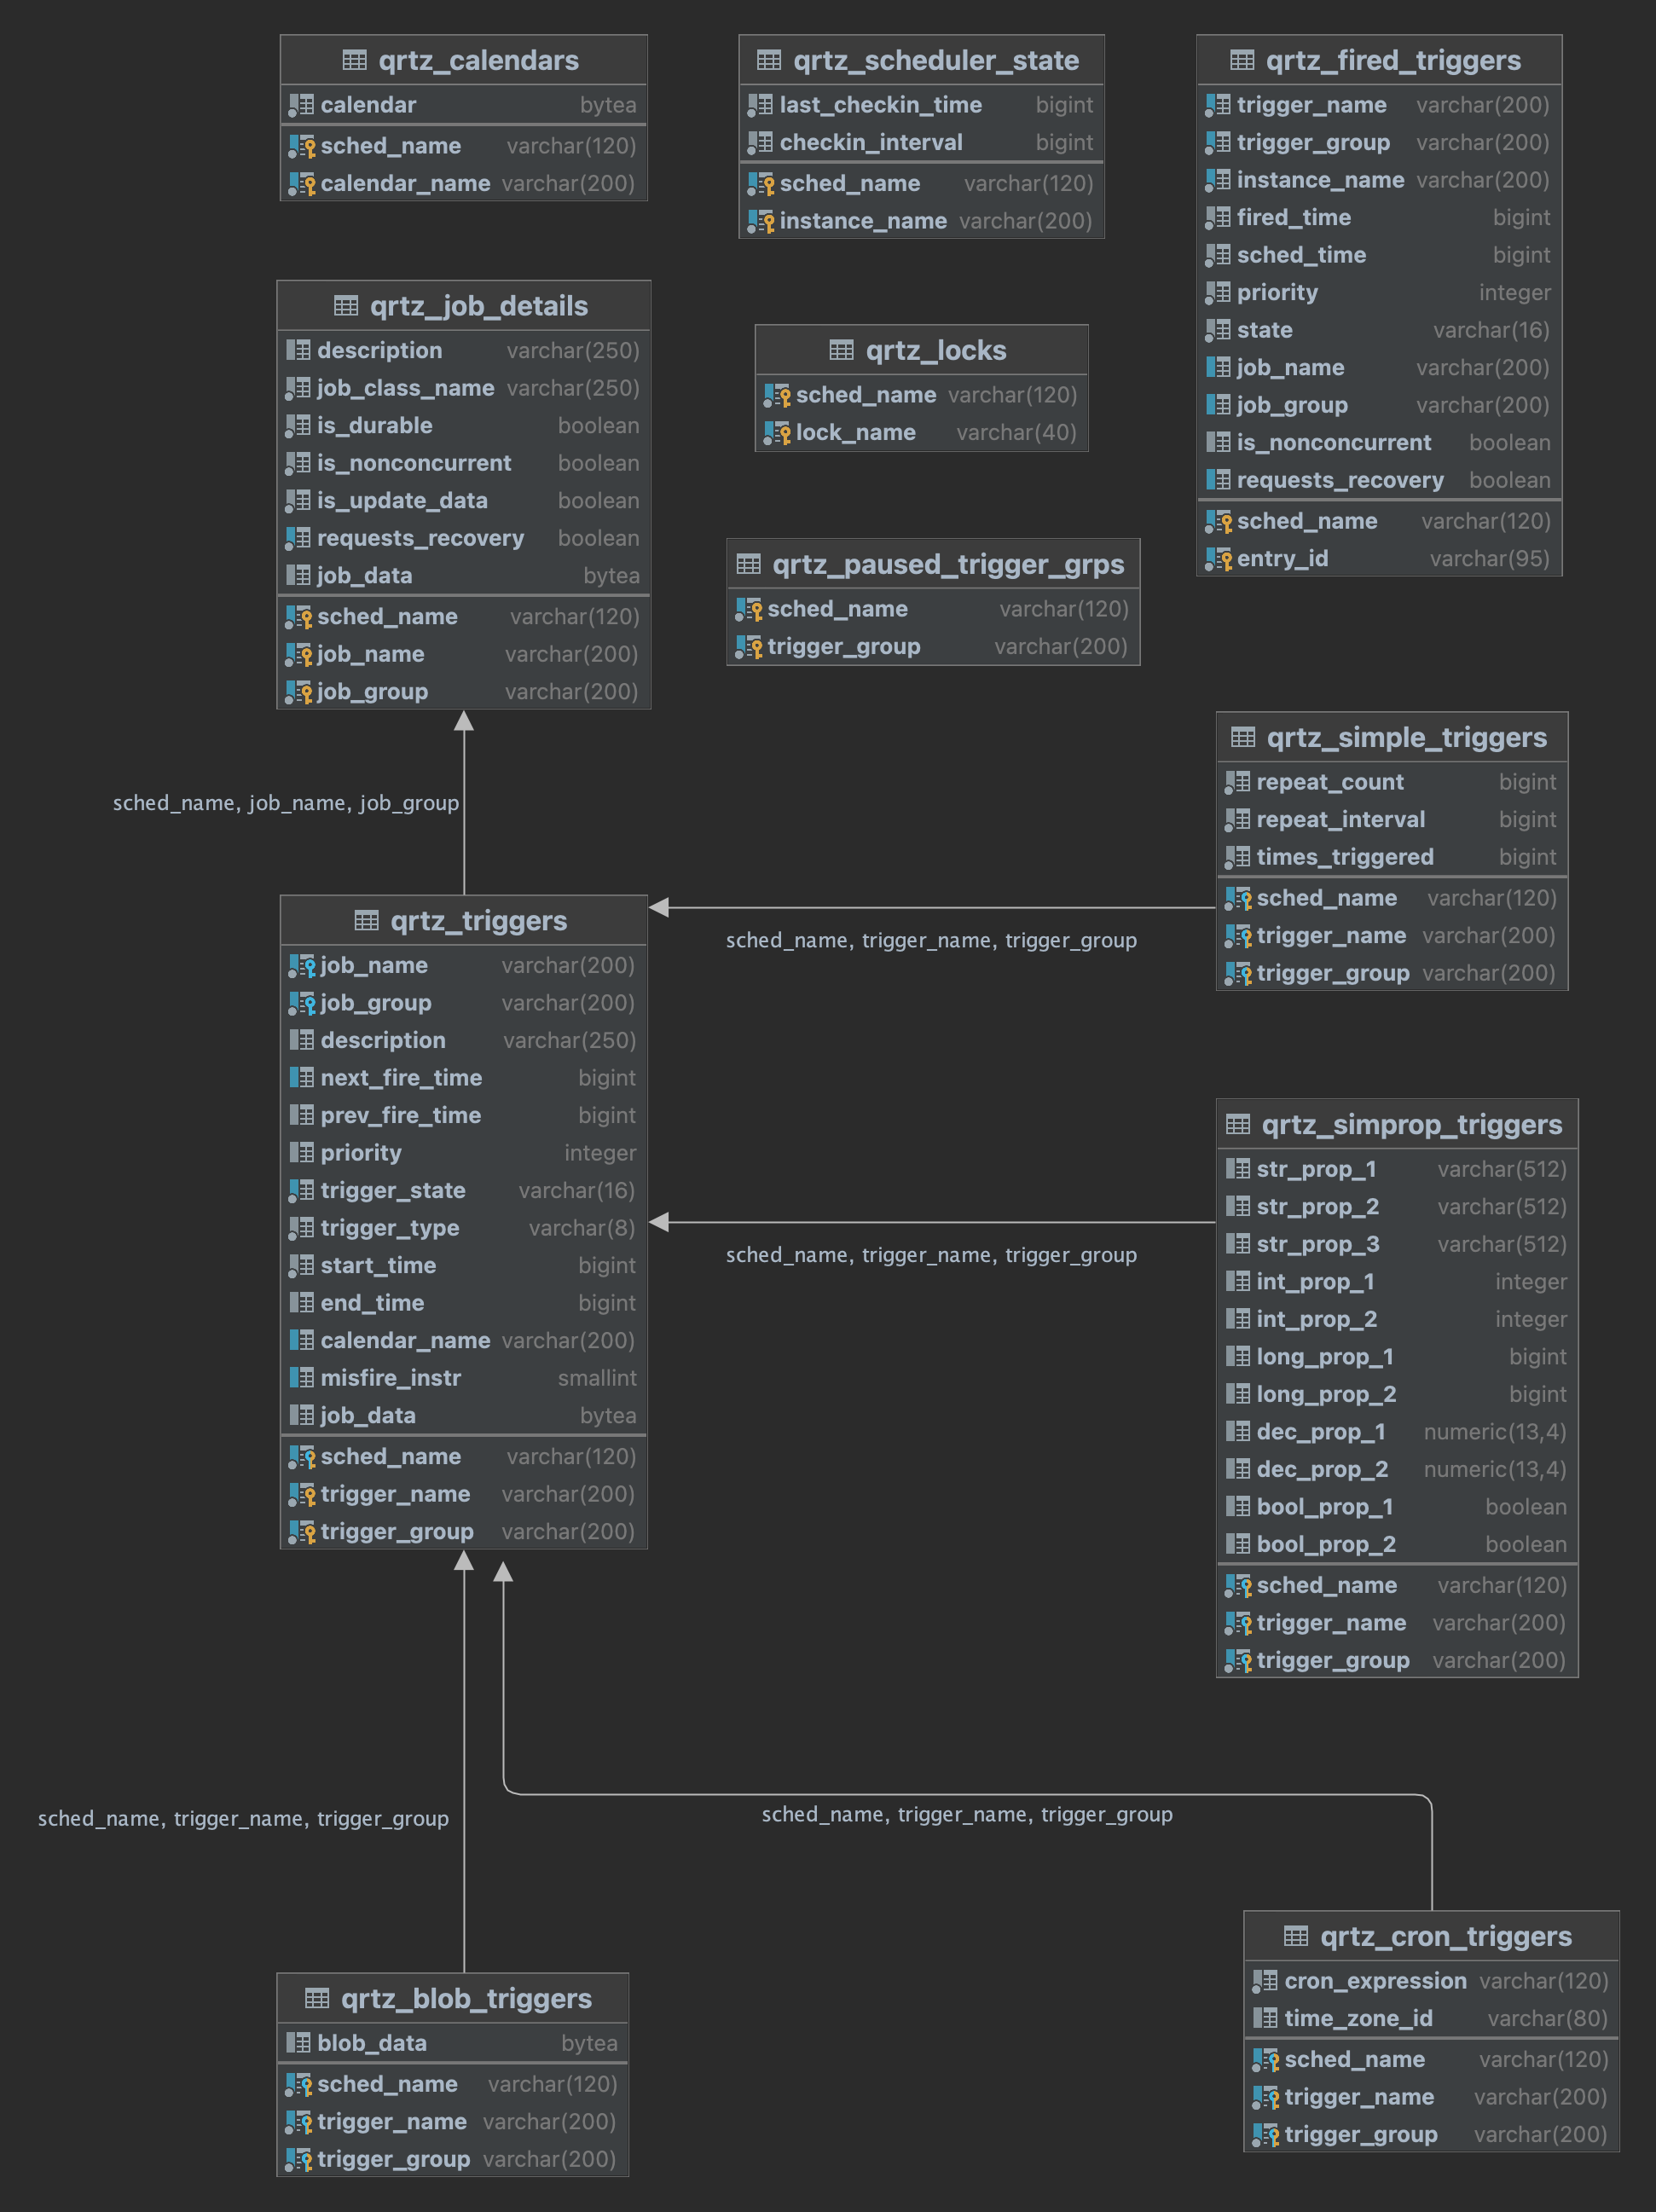 qrtz_calendars
calendar bytea
sched_name varchar(120)
calendar_name varchar(200)
qrtz_scheduler_state
last_checkin_time bigint
checkin_interval bigint
sched_name varchar(120)
instance_name varchar(200)
qrtz_fired_triggers
trigger_name varchar(200)
trigger_group varchar(200)
instance_name varchar(200)
fired_time bigint
sched_time bigint
priority integer
state varchar(16)
job_name varchar(200)
job_group varchar(200)
is_nonconcurrent boolean
requests_recovery boolean
sched_name varchar(120)
entry_id varchar(95)
qrtz_job_details
description varchar(250)
job_class_name varchar(250)
is_durable boolean
is_nonconcurrent boolean
is_update_data boolean
requests_recovery boolean
job_data bytea
sched_name varchar(120)
job_name varchar(200)
job_group varchar(200)
qrtz_locks
sched_name varchar(120)
lock_name varchar(40)
qrtz_paused_trigger_grps
sched_name varchar(120)
trigger_group varchar(200)
sched_name, job_name, job_group
qrtz_simple_triggers
repeat_count bigint
repeat_interval bigint
times_triggered bigint
sched_name varchar(120)
trigger_name varchar(200)
trigger_group varchar(200)
sched_name, trigger_name, trigger_group
qrtz_triggers
job_name varchar(200)
job_group varchar(200)
description varchar(250)
next_fire_time bigint
prev_fire_time bigint
priority integer
trigger_state varchar(16)
trigger_type varchar(8)
start_time bigint
end_time bigint
calendar_name varchar(200)
misfire_instr smallint
job_data bytea
sched_name varchar(120)
trigger_name varchar(200)
trigger_group varchar(200)
sched_name, trigger_name, trigger_group
qrtz_simprop_triggers
str_prop_1 varchar(512)
str_prop_2 varchar(512)
str_prop_3 varchar(512)
int_prop_1 integer
int_prop_2 integer
long_prop_1 bigint
long_prop_2 bigint
dec_prop_1 numeric(13,4)
dec_prop_2 numeric(13,4)
bool_prop_1 boolean
bool_prop_2 boolean
sched_name varchar(120)
trigger_name varchar(200)
trigger_group varchar(200)
sched_name, trigger_name, trigger_group
sched_name, trigger_name, trigger_group
qrtz_blob_triggers
blob_data bytea
sched_name varchar(120)
trigger_name varchar(200)
trigger_group varchar(200)
qrtz_cron_triggers
cron_expression varchar(120)
time_zone_id varchar(80)
sched_name varchar(120)
trigger_name varchar(200)
trigger_group varchar(200)